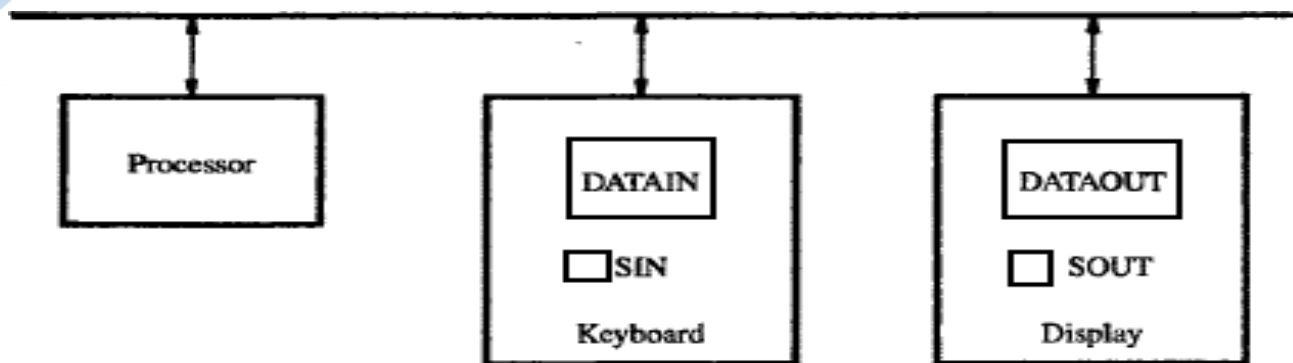 Processor
DATAIN
SIN
Keyboard
DATAOUT
SOUT
Display